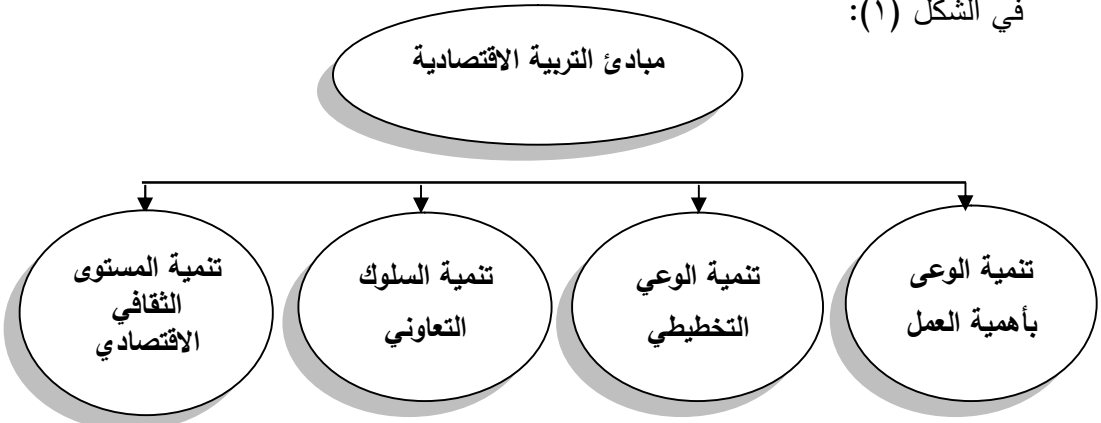 في الشكل (١):
مبادئ التربية الاقتصادية
تنمية الوعى
بأهمية العمل
تنمية الوعي
التخطيطي
تنمية السلوك
التعاوني
تنمية المستوى
الثقافي
الاقتصادي